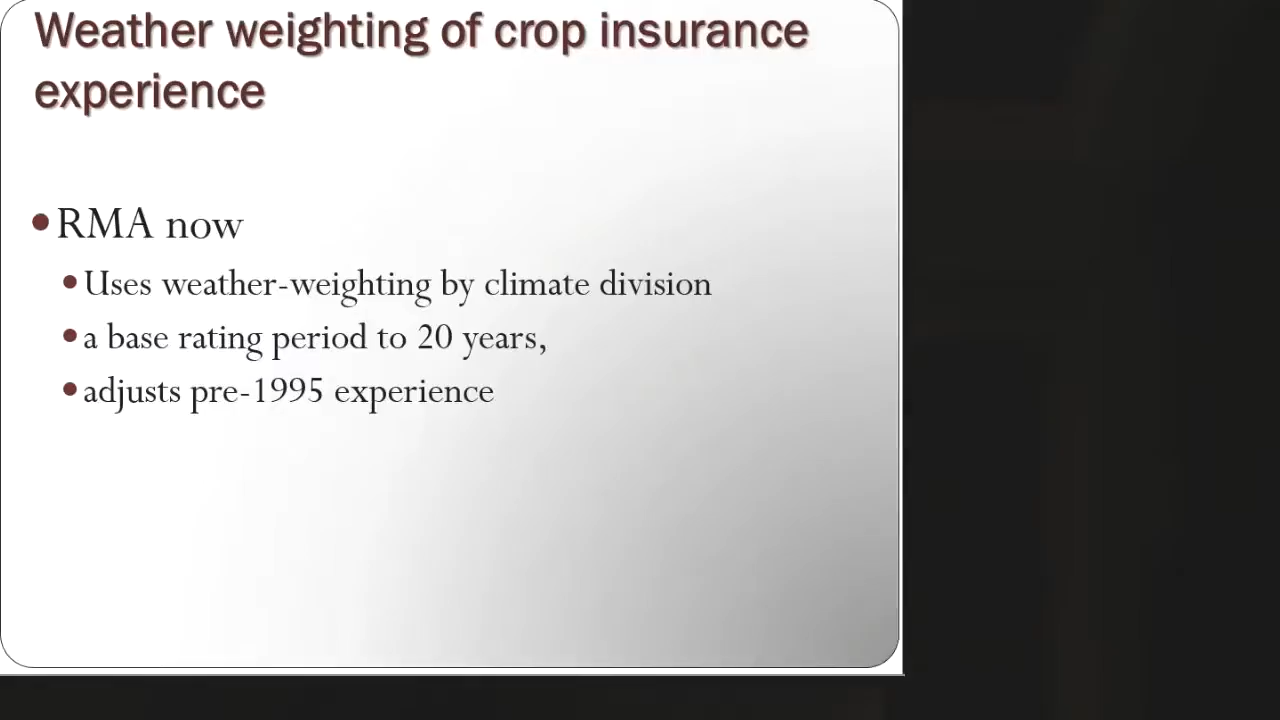 Weather weighting of crop insurance
experience
• RMA now
• Uses weather-weighting by climate division
• a base rating period to 20 years,
• adjusts pre-1995 experience